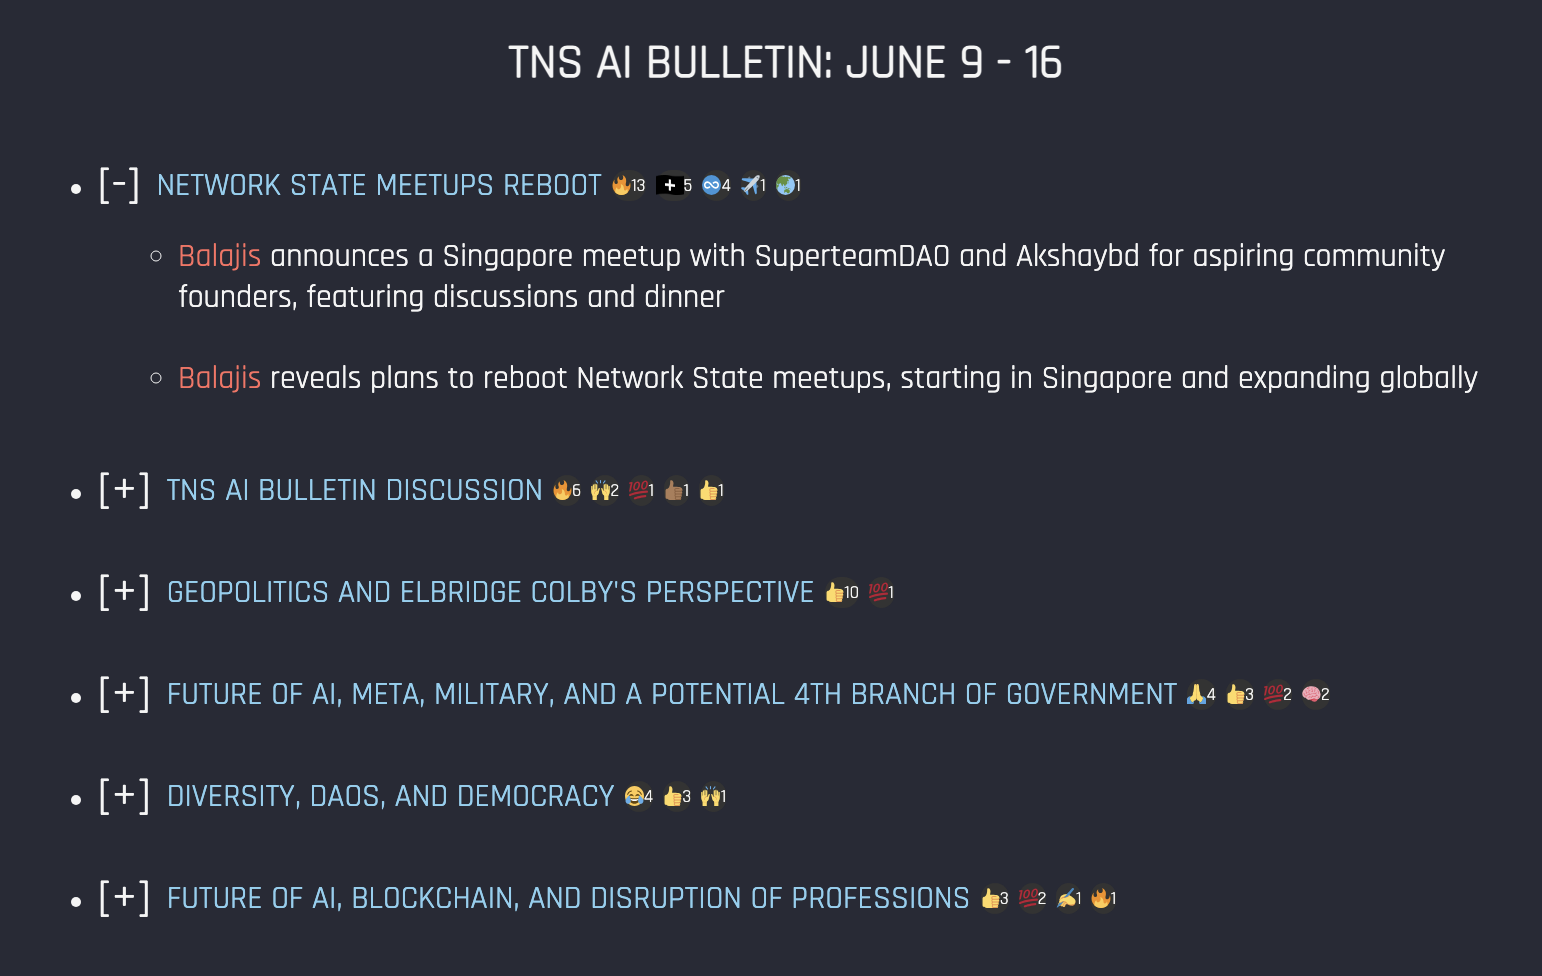 TNS AI BULLETIN: JUNE 9 - 16
[-] NETWORK STATE MEETUPS REBOOT 🔥13 🏴5 ♾️4 ✈️1 🌏1
Balajis announces a Singapore meetup with SuperteamDAO and Akshaybd for aspiring community
founders, featuring discussions and dinner
Balajis reveals plans to reboot Network State meetups, starting in Singapore and expanding globally
[+] TNS AI BULLETIN DISCUSSION 🔥6 🙌2 💯1 👍🏽1 👍1
[+] GEOPOLITICS AND ELBRIDGE COLBY'S PERSPECTIVE 👍10 💯1
[+] FUTURE OF AI, META, MILITARY, AND A POTENTIAL 4TH BRANCH OF GOVERNMENT 🙏4 👍3 💯2 🧠2
[+] DIVERSITY, DAOS, AND DEMOCRACY 😂4 👍3 🙌1
[+] FUTURE OF AI, BLOCKCHAIN, AND DISRUPTION OF PROFESSIONS 👍3 💯2 ✍️1 🔥1